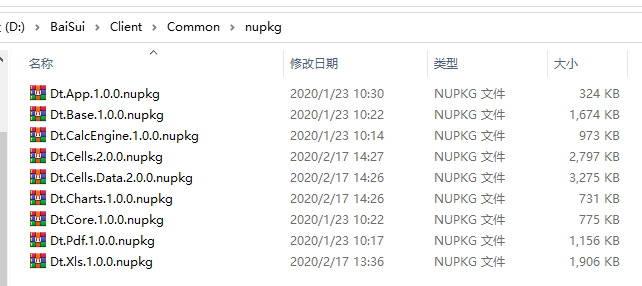 (D:) > BaiSui > Client > Common > nupkg
名称 修改日期 类型 大小
Dt.App.1.0.0.nupkg 2020/1/23 10:30 NUPKG 文件 324 KB
Dt.Base.1.0.0.nupkg 2020/1/23 10:22 NUPKG 文件 1,674 KB
Dt.CalcEngine.1.0.0.nupkg 2020/1/23 10:14 NUPKG 文件 973 KB
Dt.Cells.2.0.0.nupkg 2020/2/17 14:27 NUPKG 文件 2,797 KB
Dt.Cells.Data.2.0.0.nupkg 2020/2/17 14:26 NUPKG 文件 3,275 KB
Dt.Charts.1.0.0.nupkg 2020/2/17 14:26 NUPKG 文件 731 KB
Dt.Core.1.0.0.nupkg 2020/1/23 10:22 NUPKG 文件 775 KB
Dt.Pdf.1.0.0.nupkg 2020/1/23 10:17 NUPKG 文件 1,156 KB
Dt.Xls.1.0.0.nupkg 2020/2/17 13:36 NUPKG 文件 1,906 KB